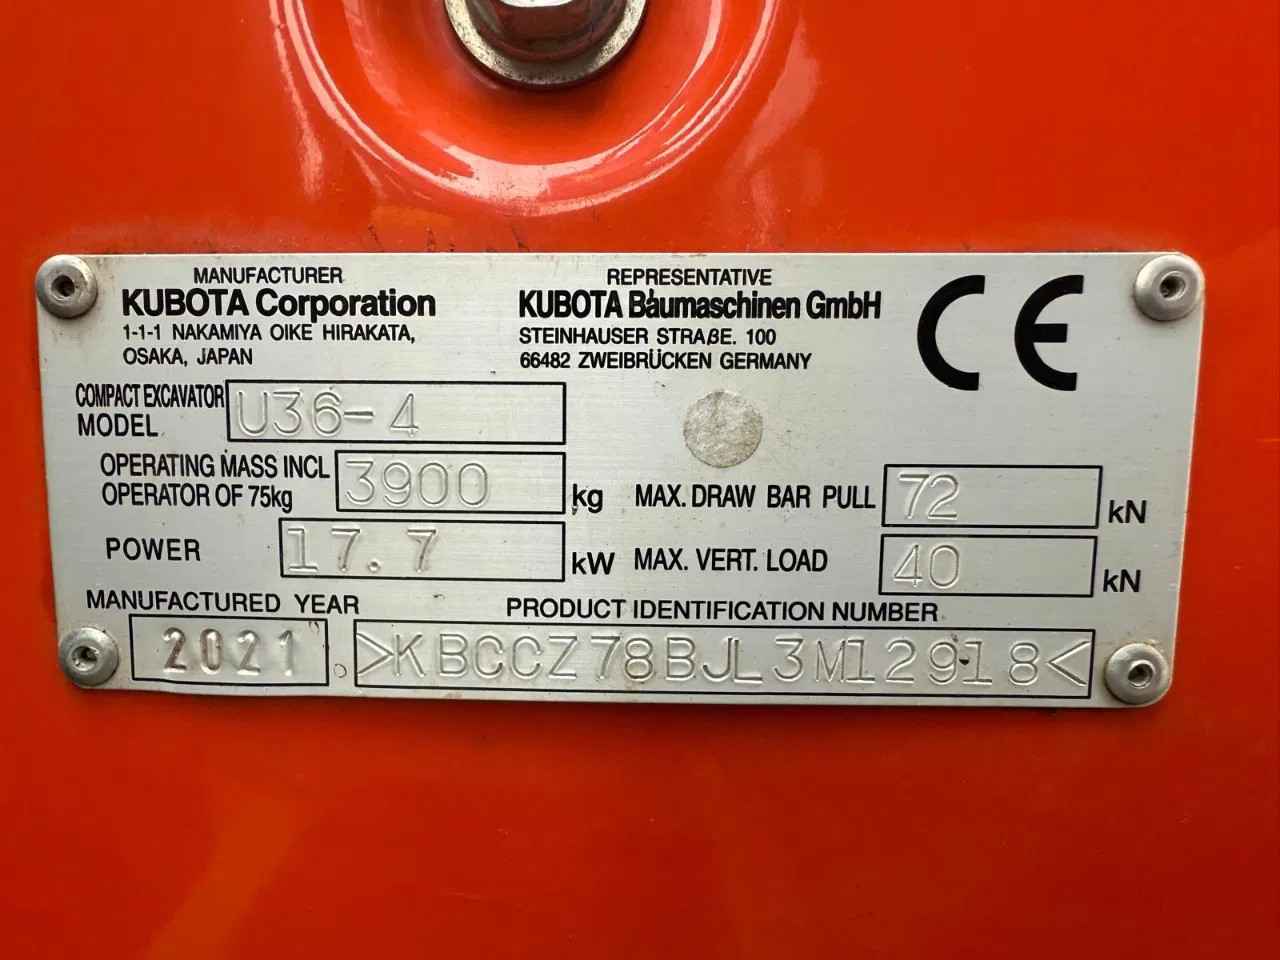 MANUFACTURER
KUBOTA Corporation
1-1-1 NAKAMIYA OIKE HIRAKATA,
OSAKA, JAPAN
REPRESENTATIVE
KUBOTA Baumaschinen GmbH
STEINHAUSER STRAßE. 100
66482 ZWEIBRÜCKEN GERMANY
CE
COMPACT EXCAVATOR
MODEL U36-4
OPERATING MASS INCL
OPERATOR OF 75kg 3900 kg
MAX. DRAW BAR PULL 72 kN
POWER 17.7 kW
MAX. VERT. LOAD 40 kN
MANUFACTURED YEAR
2021
PRODUCT IDENTIFICATION NUMBER
>KBCCZ78BJL3M12918<